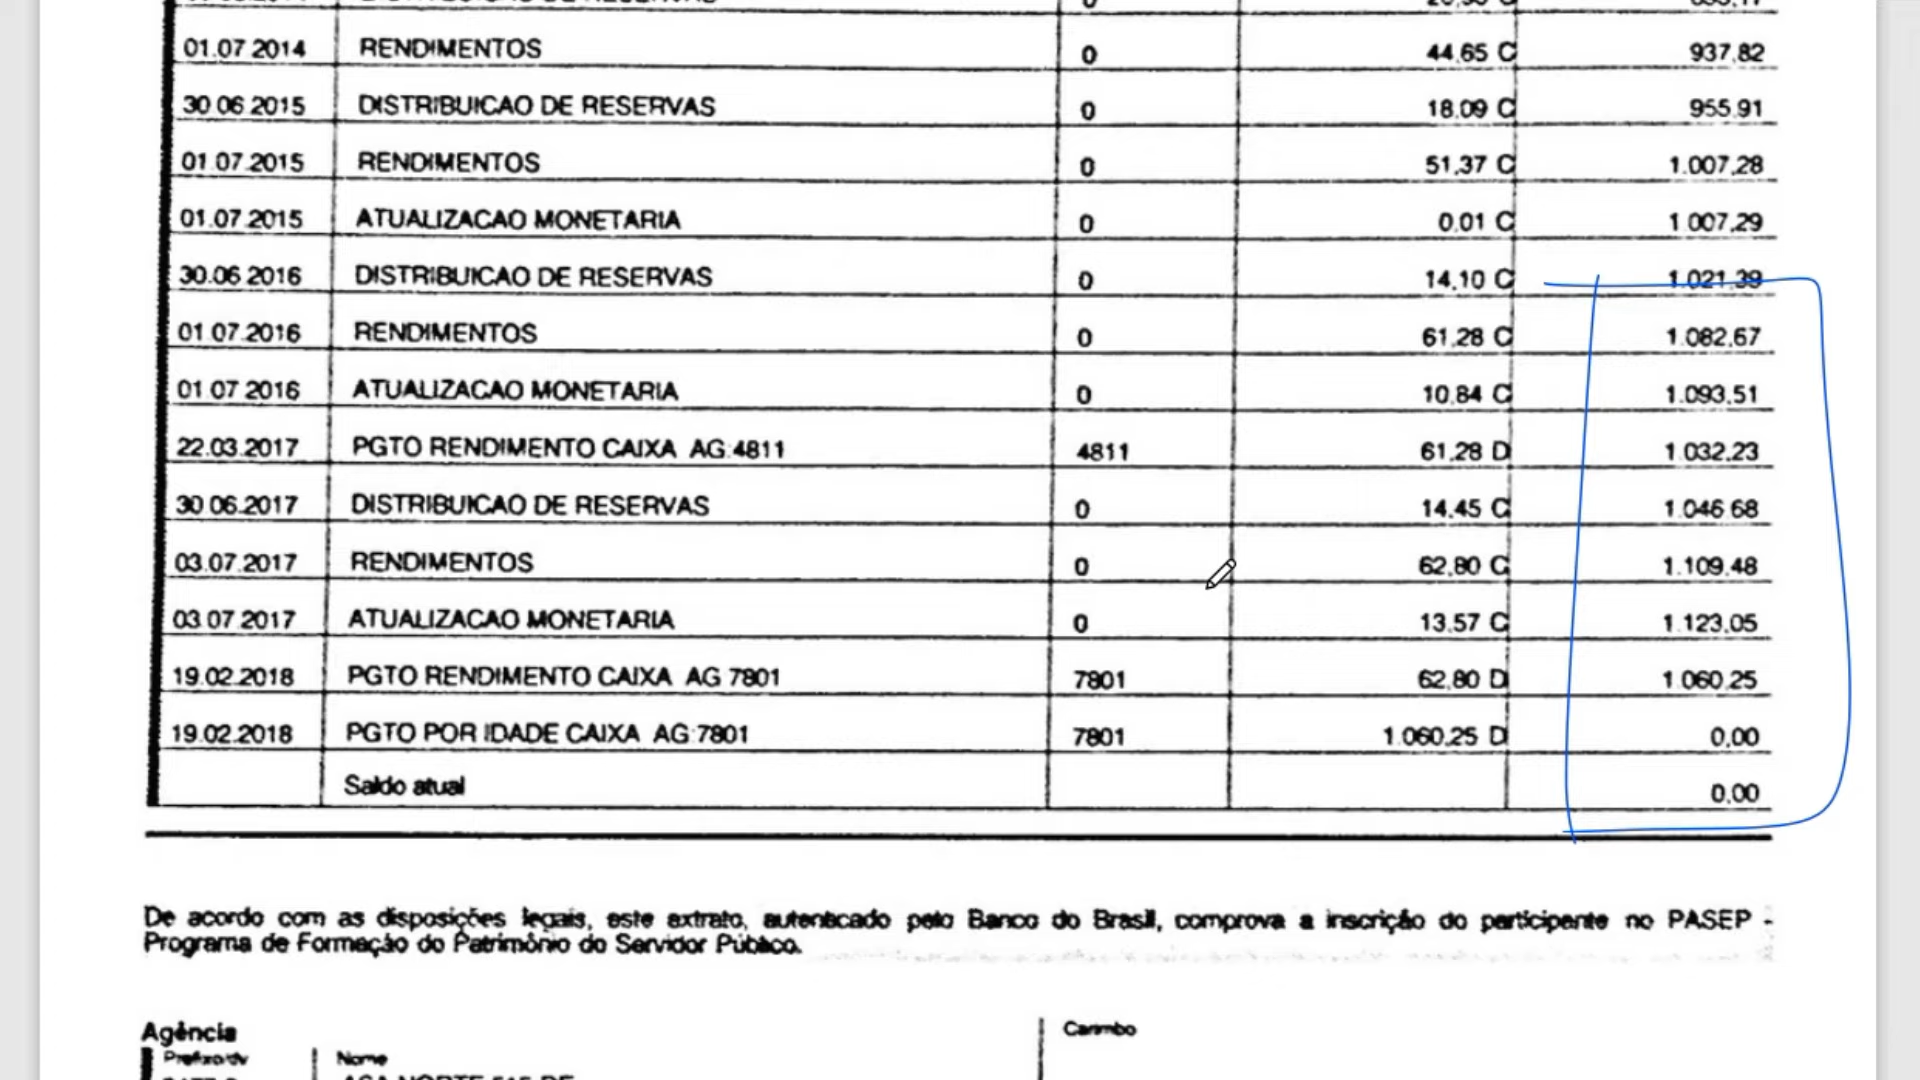 01.07.2014 RENDIMENTOS 0 44,65 C 937,82
30.06.2015 DISTRIBUICAO DE RESERVAS 0 18,09 C 955,91
01.07.2015 RENDIMENTOS 0 51,37 C 1.007,28
01.07.2015 ATUALIZACAO MONETARIA 0 0,01 C 1.007,29
30.06.2016 DISTRIBUICAO DE RESERVAS 0 14,10 C 1.021,39
01.07.2016 RENDIMENTOS 0 61,28 C 1.082,67
01.07.2016 ATUALIZACAO MONETARIA 0 10,84 C 1.093,51
22.03.2017 PGTO RENDIMENTO CAIXA AG:4811 4811 61,28 D 1.032,23
30.06.2017 DISTRIBUICAO DE RESERVAS 0 14,45 C 1.046,68
03.07.2017 RENDIMENTOS 0 62,80 C 1.109,48
03.07.2017 ATUALIZACAO MONETARIA 0 13,57 C 1.123,05
19.02.2018 PGTO RENDIMENTO CAIXA AG:7801 7801 62,80 D 1.060,25
19.02.2018 PGTO POR IDADE CAIXA AG:7801 7801 1.060,25 D 0,00
Saldo atual 0,00
De acordo com as disposições legais, este extrato, autenticado pelo Banco do Brasil, comprova a inscrição do participante no PASEP -
Programa de Formação do Patrimônio do Servidor Público.
Agência Carimbo
Prefixo/dv Nome